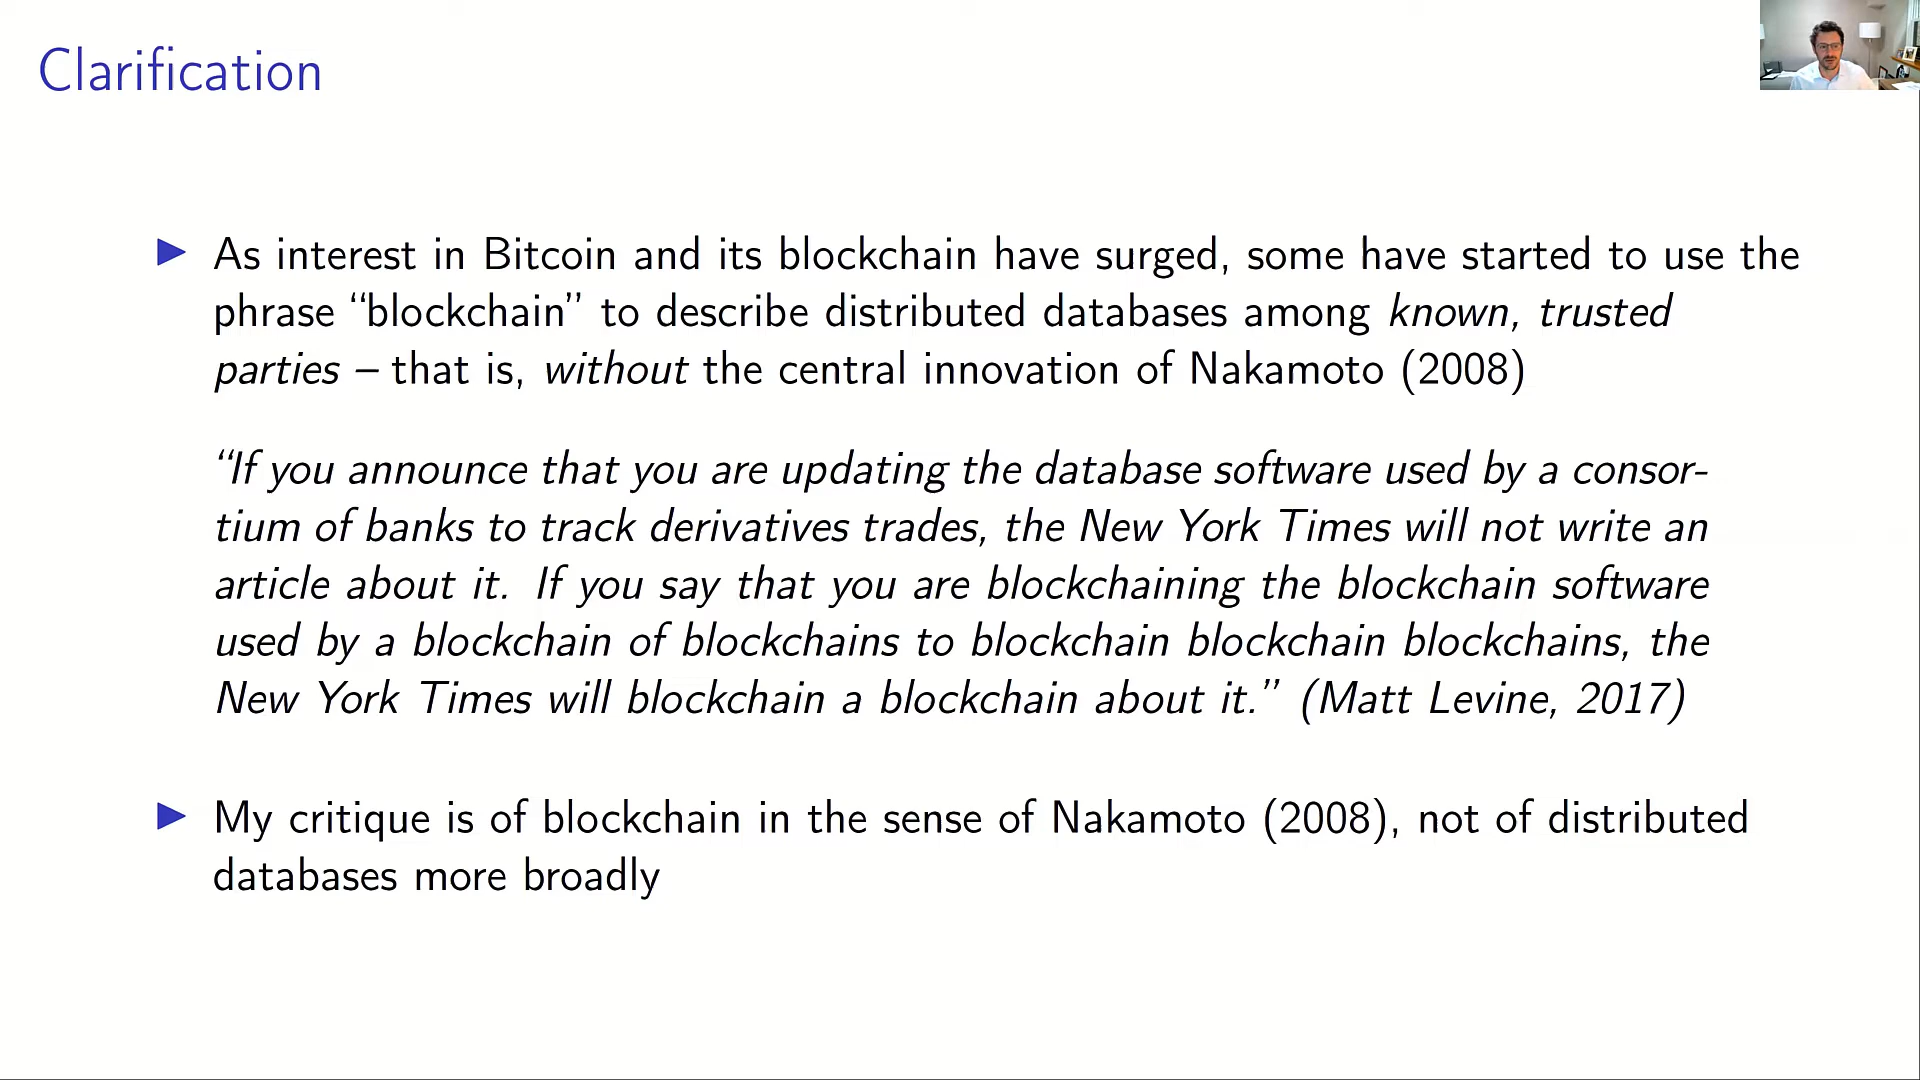 Clarification
▶ As interest in Bitcoin and its blockchain have surged, some have started to use the
phrase “blockchain” to describe distributed databases among known, trusted
parties – that is, without the central innovation of Nakamoto (2008)
“If you announce that you are updating the database software used by a consor-
tium of banks to track derivatives trades, the New York Times will not write an
article about it. If you say that you are blockchaining the blockchain software
used by a blockchain of blockchains to blockchain blockchain blockchains, the
New York Times will blockchain a blockchain about it.” (Matt Levine, 2017)
▶ My critique is of blockchain in the sense of Nakamoto (2008), not of distributed
databases more broadly